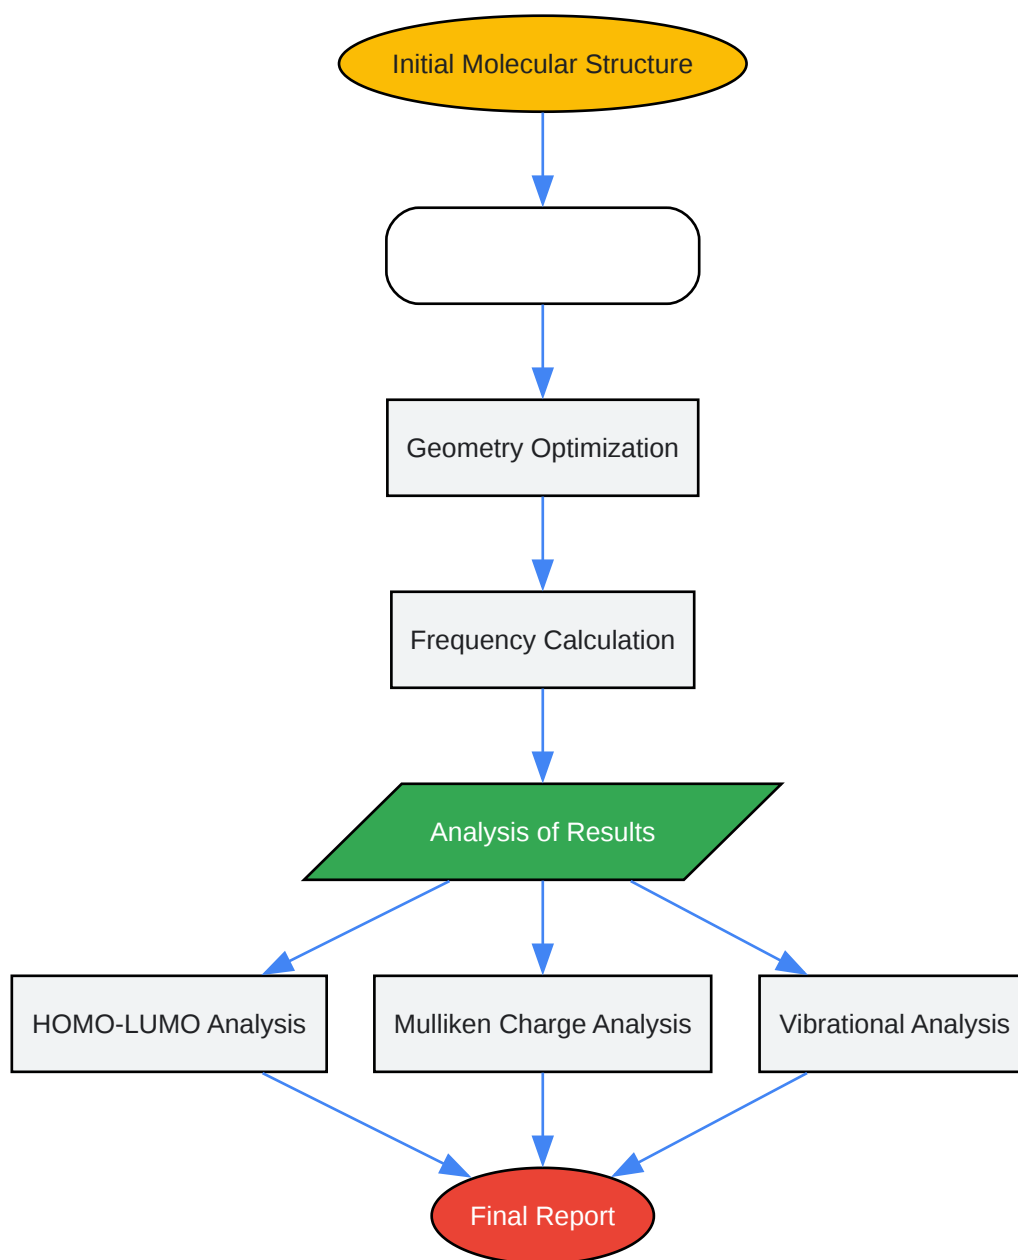 Initial Molecular Structure
Geometry Optimization
Frequency Calculation
Analysis of Results
HOMO-LUMO Analysis
Mulliken Charge Analysis
Vibrational Analysis
Final Report